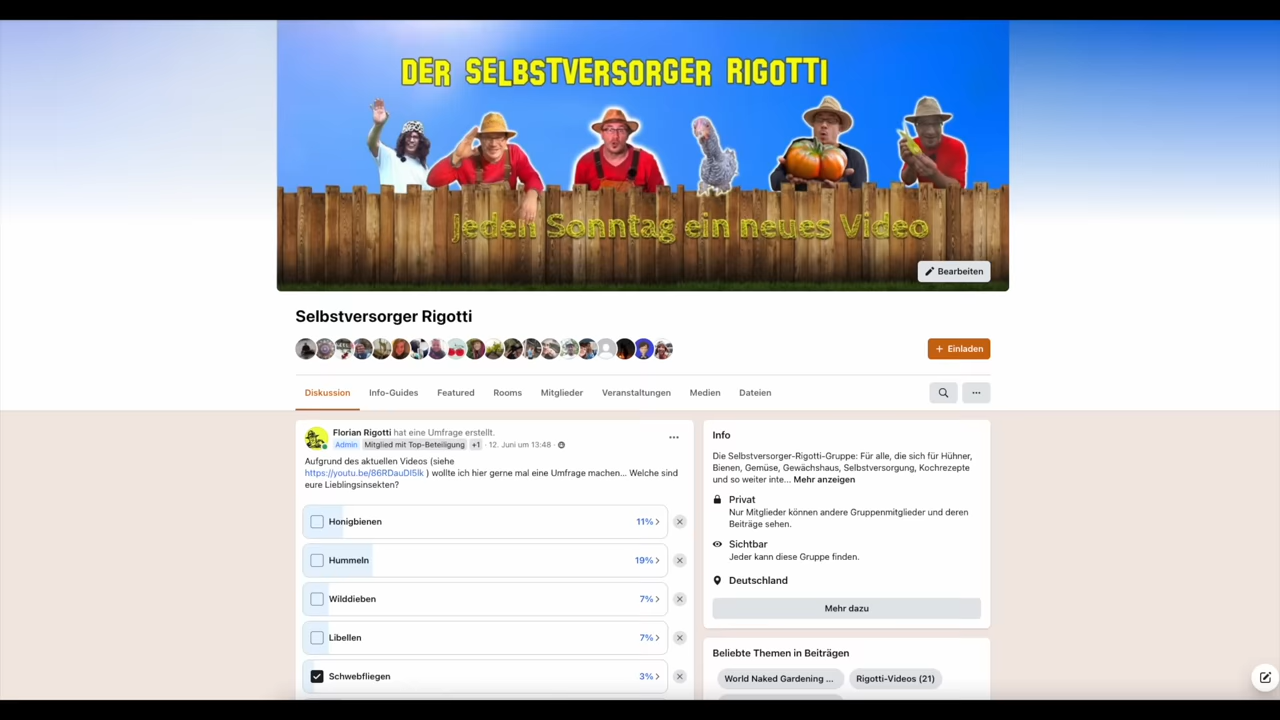 DER SELBSTVERSORGER RIGOTTI
Jeden Sonntag ein neues Video
Bearbeiten
Selbstversorger Rigotti
+ Einladen
Diskussion Info-Guides Featured Rooms Mitglieder Veranstaltungen Medien Dateien
Florian Rigotti hat eine Umfrage erstellt.
Admin Mitglied mit Top-Beteiligung +1 · 12. Juni um 13:48 ·
Aufgrund des aktuellen Videos (siehe
https://youtu.be/86RDauDI5lk ) wollte ich hier gerne mal eine Umfrage machen... Welche sind
eure Lieblingsinsekten?
Honigbienen 11%
Hummeln 19%
Wilddieben 7%
Libellen 7%
Schwebfliegen 3%
Info
Die Selbstversorger-Rigotti-Gruppe: Für alle, die sich für Hühner,
Bienen, Gemüse, Gewächshaus, Selbstversorgung, Kochrezepte
und so weiter inte... Mehr anzeigen
Privat
Nur Mitglieder können andere Gruppenmitglieder und deren
Beiträge sehen.
Sichtbar
Jeder kann diese Gruppe finden.
Deutschland
Mehr dazu
Beliebte Themen in Beiträgen
World Naked Gardening ... Rigotti-Videos (21)